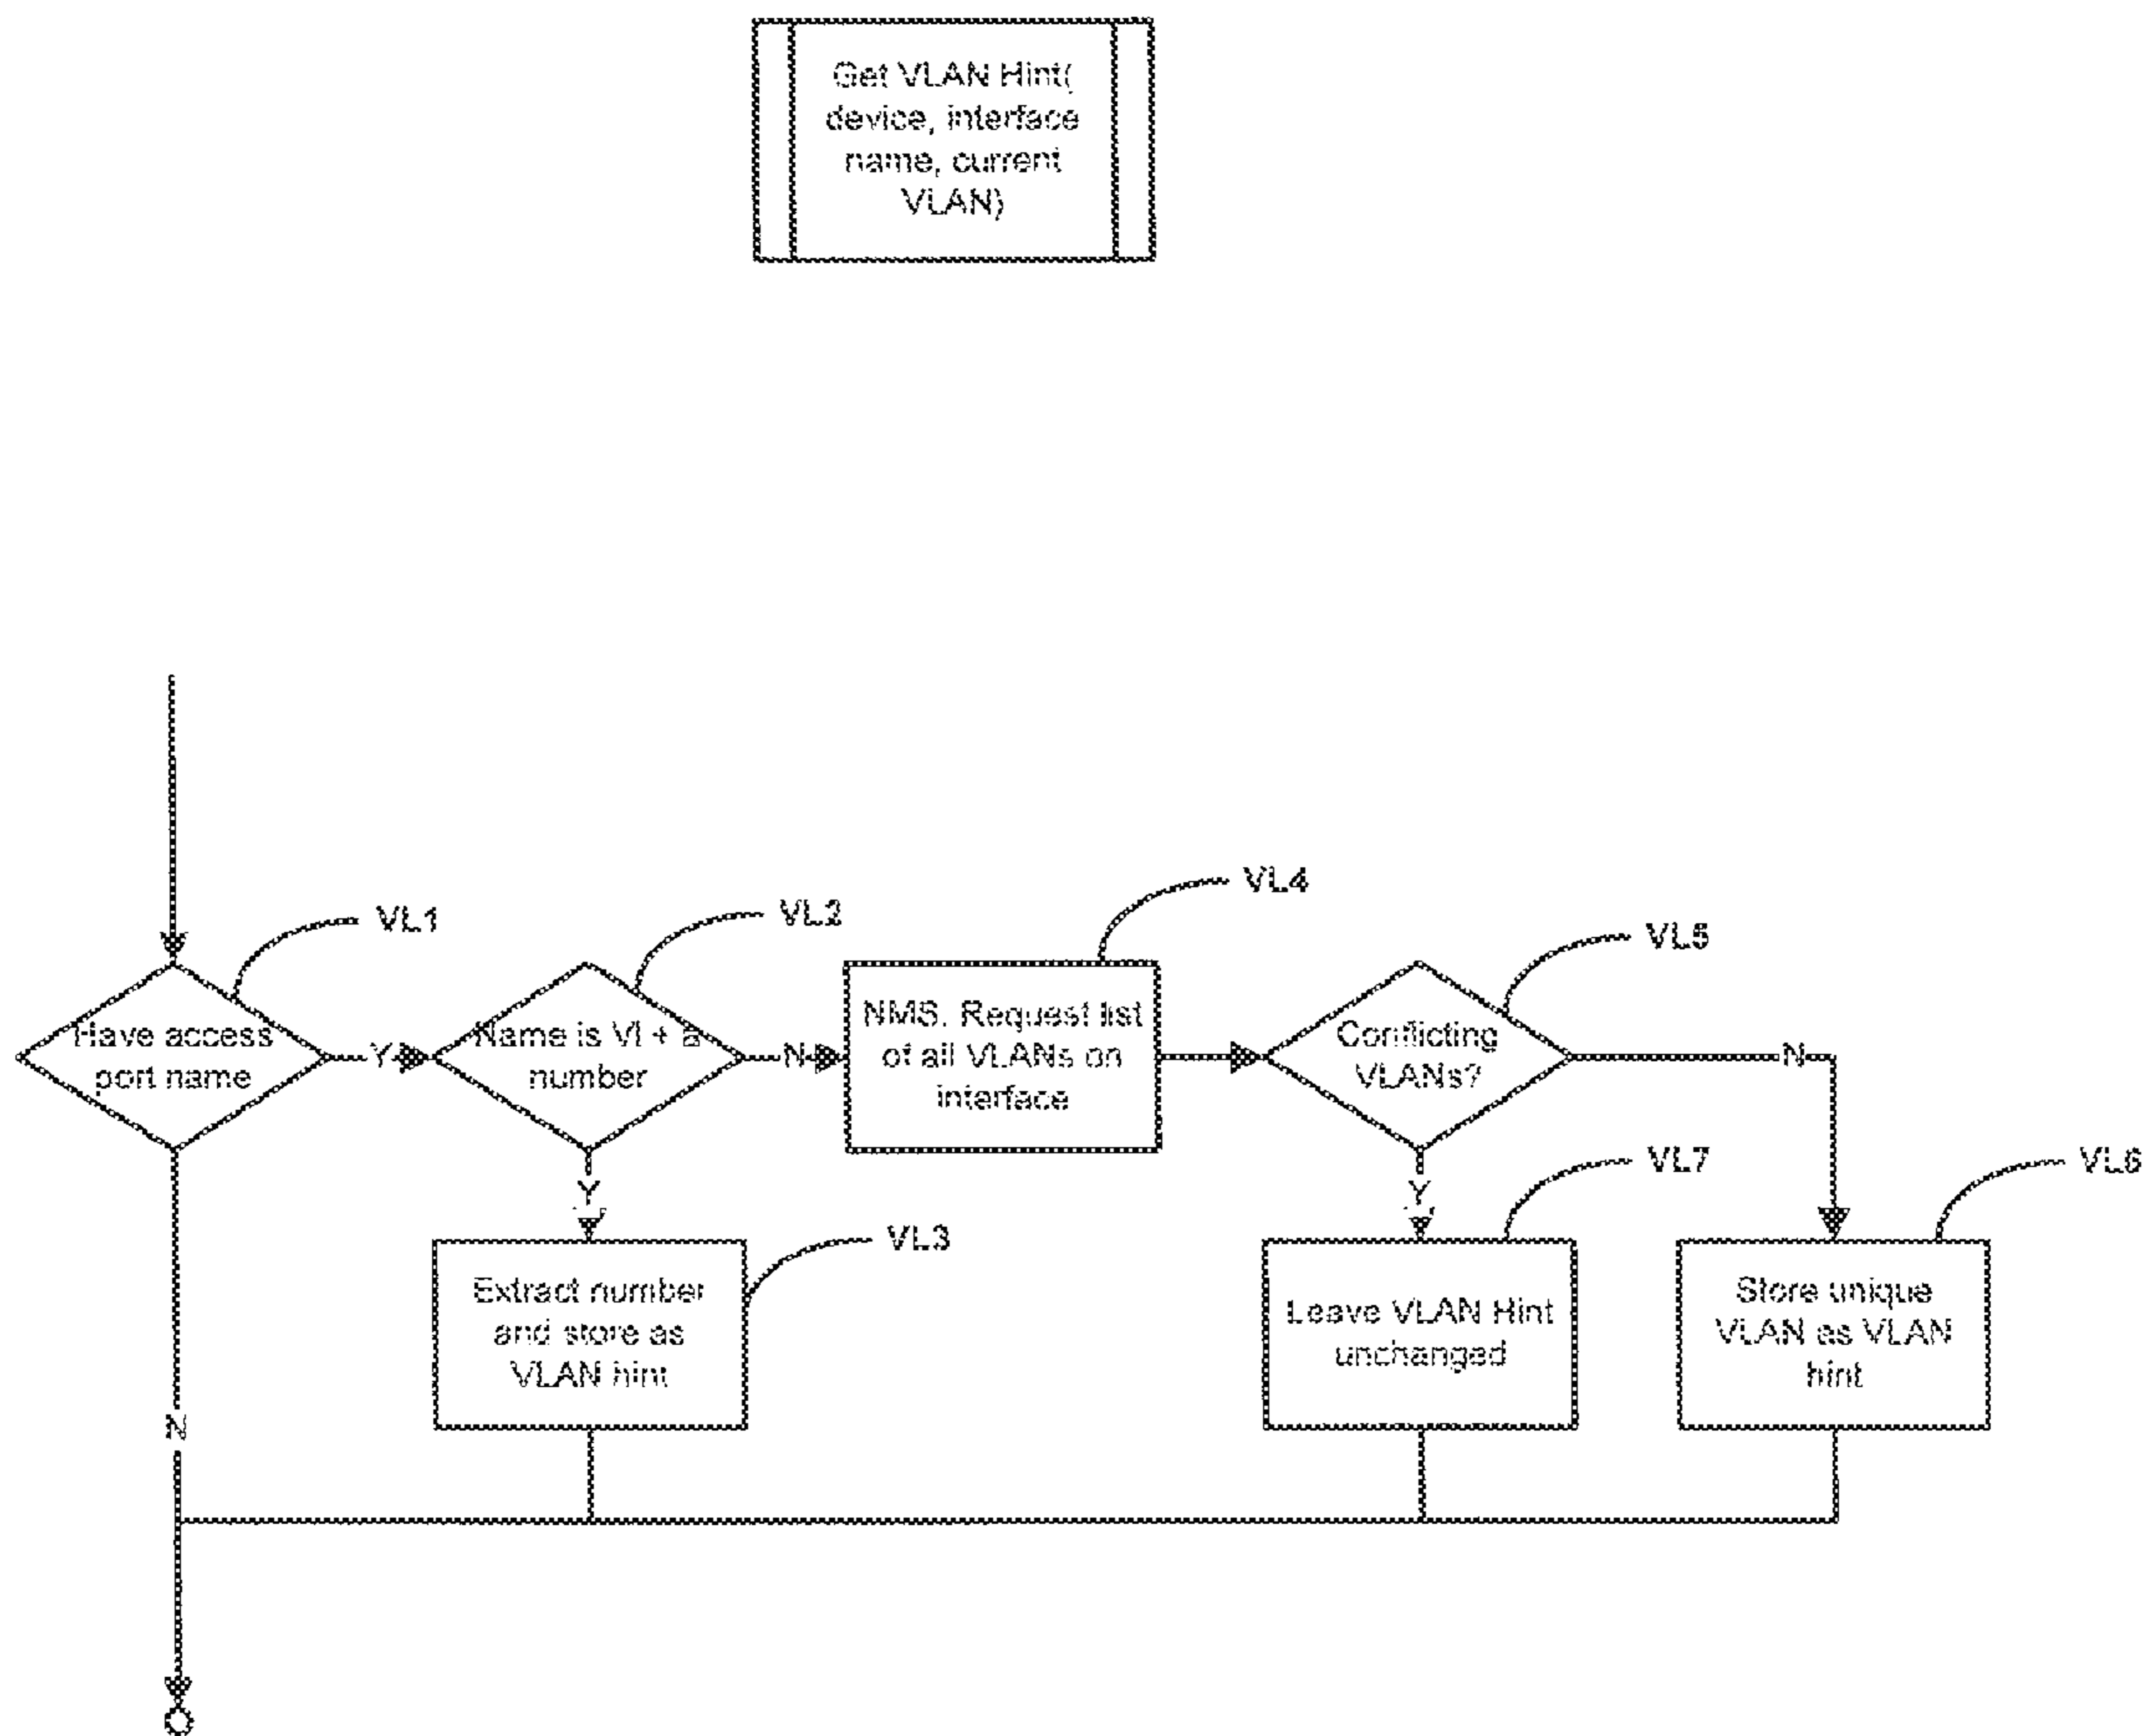 Get VLAN Hint(
device, interface
name, current
VLAN)
VL1
VL2
VL4
VL5
Have access
port name
Y
Name is Vl + a
number
N
NMS. Request list
of all VLANs on
interface
Conflicting
VLANs?
N
Y
Y
VL3
VL7
VL6
Extract number
and store as
VLAN hint
Leave VLAN Hint
unchanged
Store unique
VLAN as VLAN
hint
N